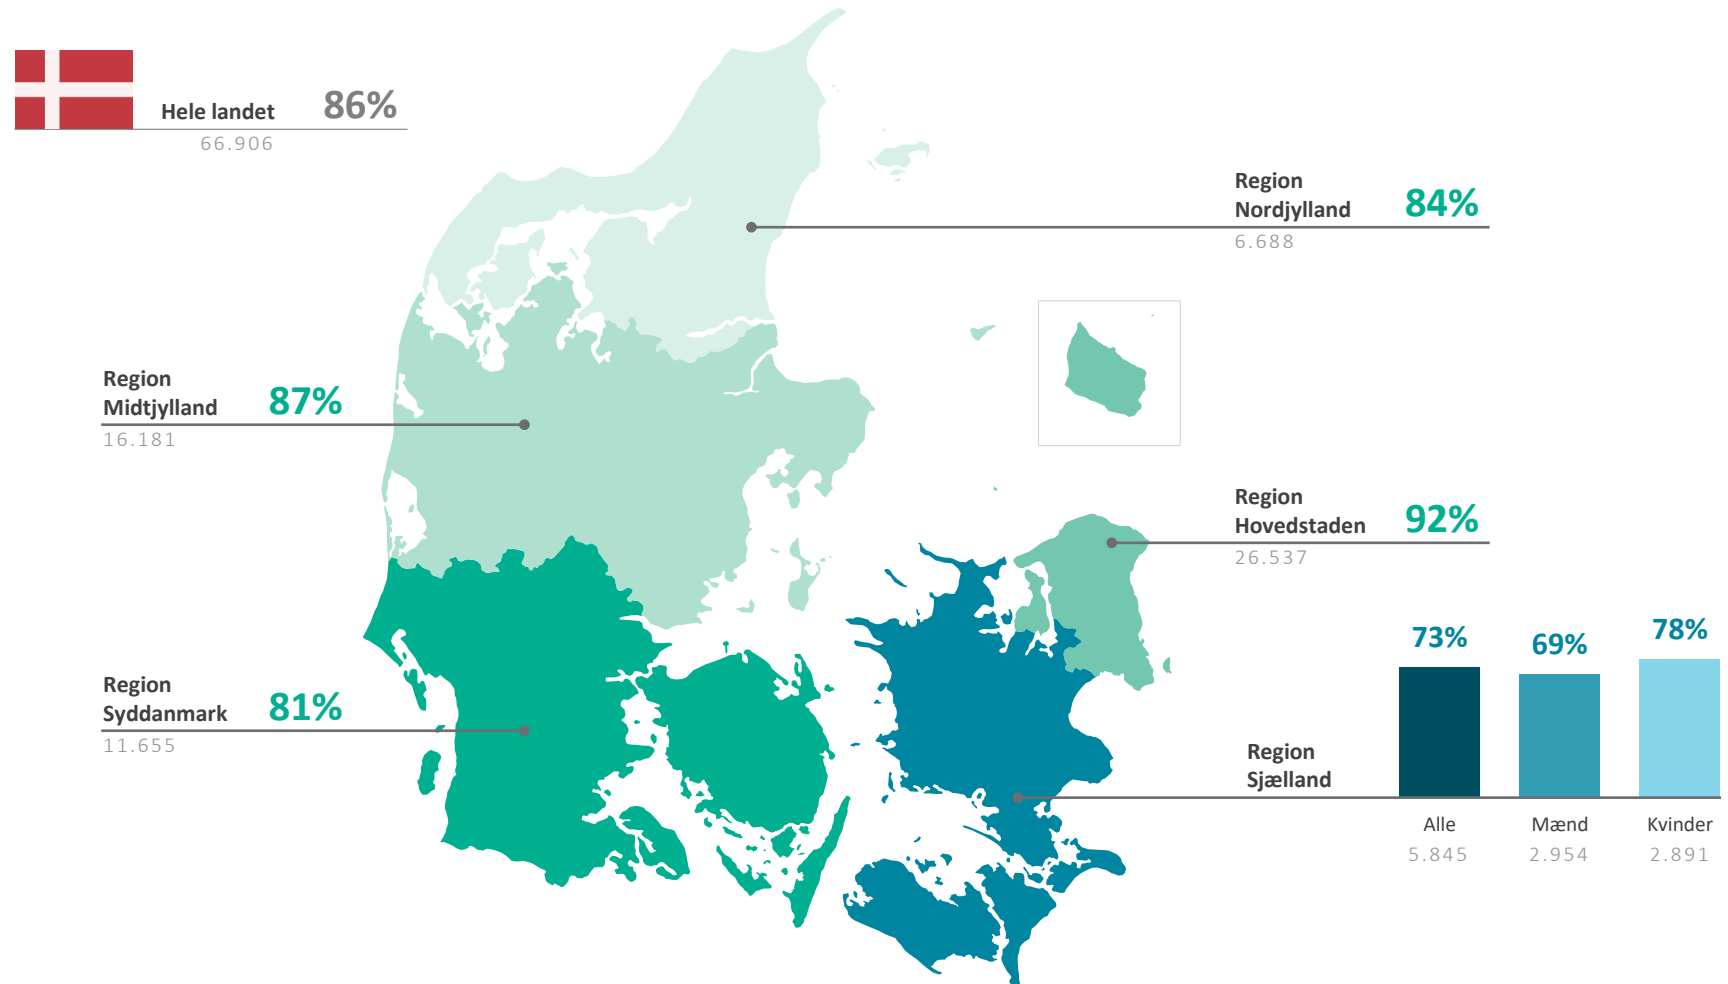 Hele landet 86%
66.906
Region
Nordjylland 84%
6.688
Region
Midtjylland 87%
16.181
Region
Hovedstaden 92%
26.537
Region
Syddanmark 81%
11.655
Region
Sjælland
73% 69% 78%
Alle Mænd Kvinder
5.845 2.954 2.891